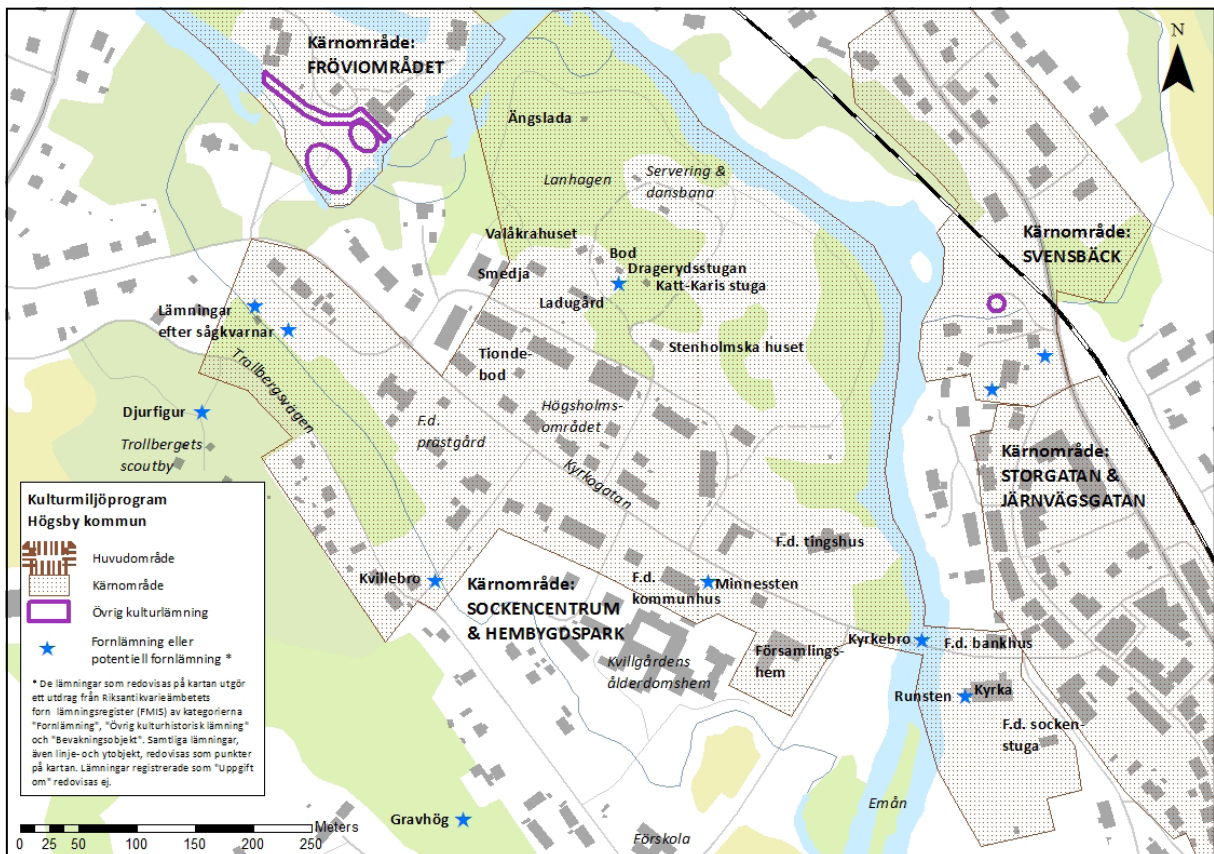 Kärnområde:
FRÖVIOMRÅDET
N
Ängslada
Lanhagen
Servering &
dansbana
Valåkrahuset
Kärnområde:
SVENSBÄCK
Bod
Smedja
Dragerydsstugan
Katt-Karis stuga
Ladugård
Lämningar
efter sågkvarnar
Stenholmska huset
Trollbergsvägen
Tionde-
bod
Djurfigur
Högsholms-
området
F.d.
prästgård
Trollbergets
scoutby
Kyrkogatan
Kärnområde:
STORGATAN &
JÄRNVÄGSGATAN
Kulturmiljöprogram
Högsby kommun
Huvudområde
Kärnområde
Övrig kulturlämning
Fornlämning eller
potentiell fornlämning *
* De lämningar som redovisas på kartan utgör
ett utdrag från Riksantikvarieämbetets
forn lämningsregister (FMIS) av kategorierna
"Fornlämning", "Övrig kulturhistorisk lämning"
och "Bevakningsobjekt". Samtliga lämningar,
även linje- och ytobjekt, redovisas som punkter
på kartan. Lämningar registrerade som "Uppgift
om" redovisas ej.
F.d. tingshus
Kvillebro
Kärnområde:
SOCKENCENTRUM
& HEMBYGDSPARK
F.d.
kommunhus
Minnessten
Kyrkebro
F.d. bankhus
Församlings-
hem
Kvillgårdens
ålderdomshem
Runsten
Kyrka
F.d. socken-
stuga
Emån
Gravhög
Förskola
Meters
0 25 50 100 150 200 250